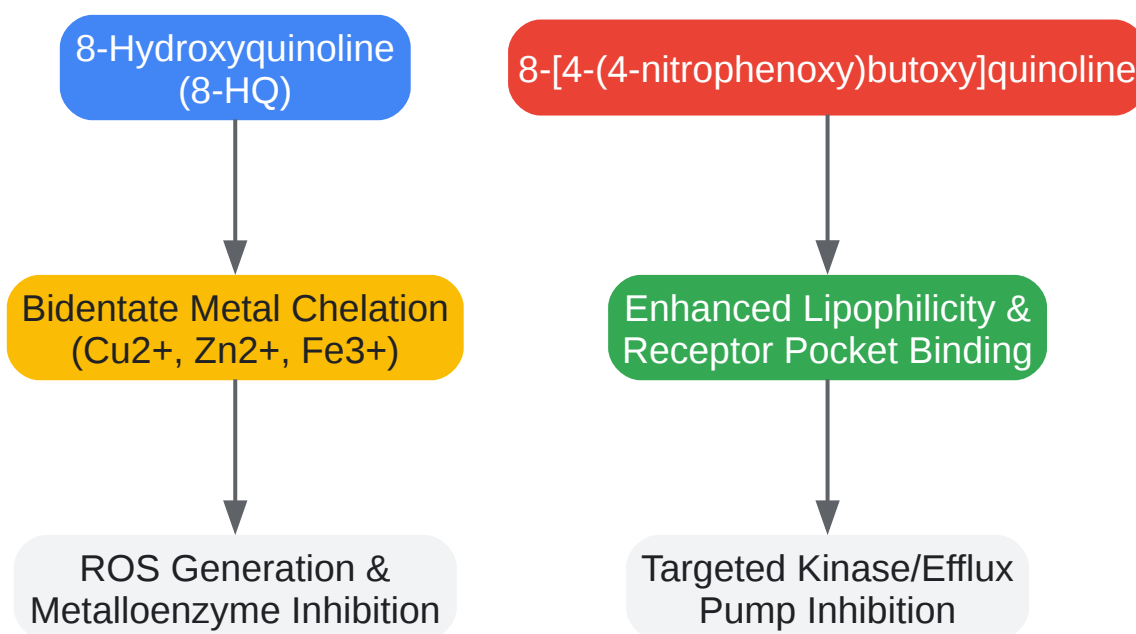 8-Hydroxyquinoline
(8-HQ)
8-[4-(4-nitrophenoxy)butoxy]quinoline
Bidentate Metal Chelation
(Cu2+, Zn2+, Fe3+)
Enhanced Lipophilicity &
Receptor Pocket Binding
ROS Generation &
Metalloenzyme Inhibition
Targeted Kinase/Efflux
Pump Inhibition